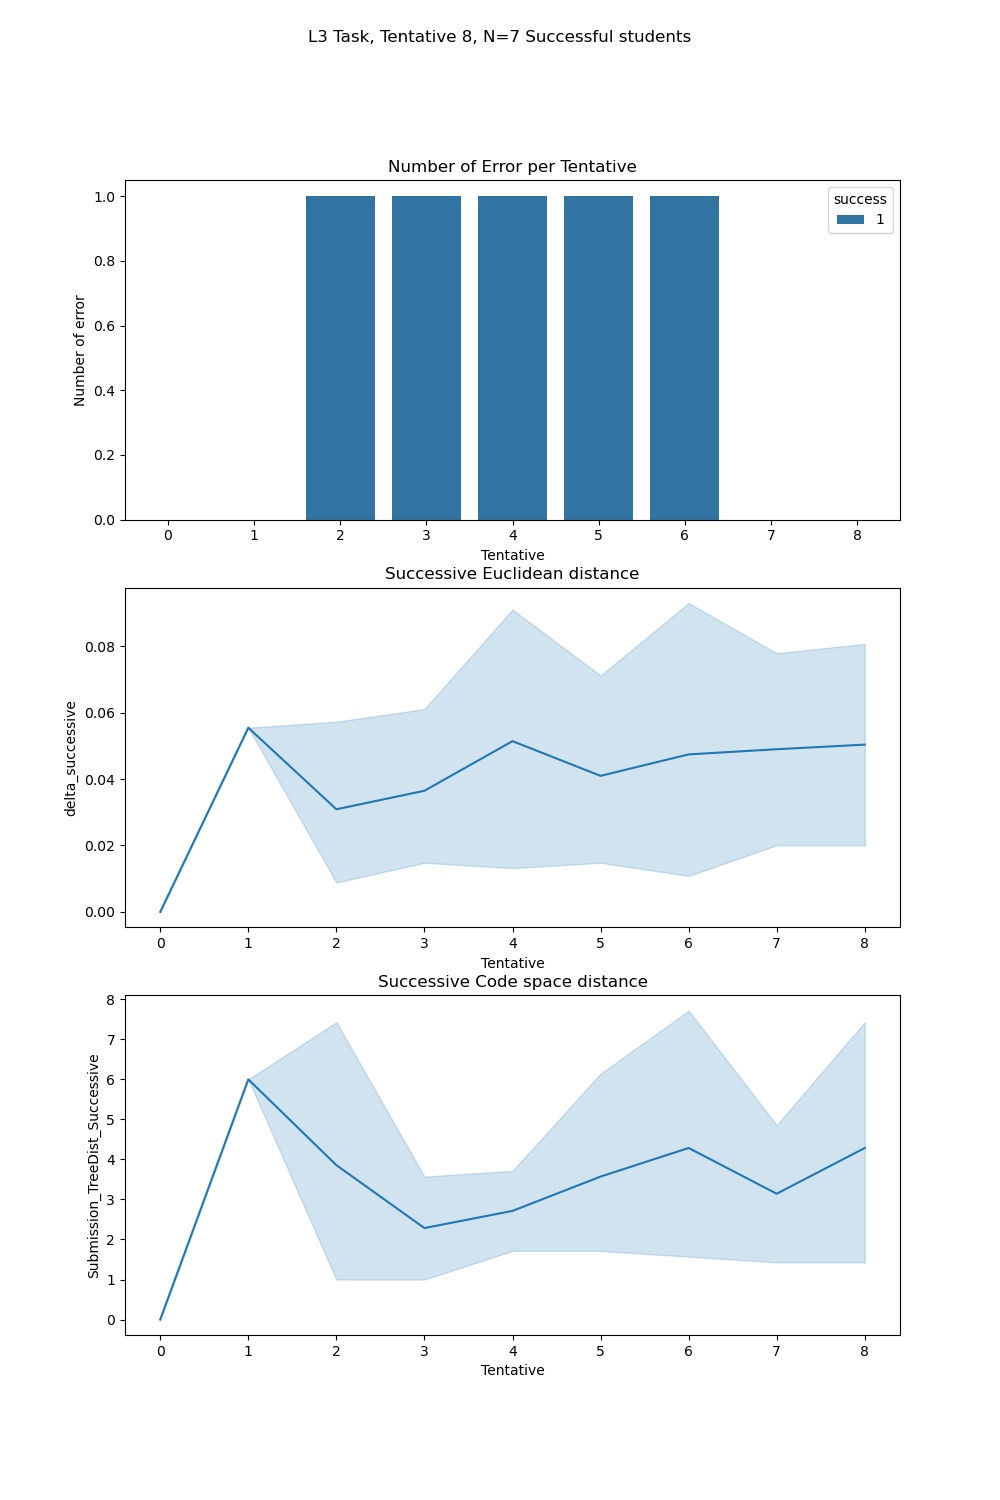 L3 Task, Tentative 8, N=7 Successful students
Number of Error per Tentative
success
1
Number of error
1.0
0.8
0.6
0.4
0.2
0.0
0 1 2 3 4 5 6 7 8
Tentative
Successive Euclidean distance
delta_successive
0.08
0.06
0.04
0.02
0.00
0 1 2 3 4 5 6 7 8
Tentative
Successive Code space distance
Submission_TreeDist_Successive
8
7
6
5
4
3
2
1
0
0 1 2 3 4 5 6 7 8
Tentative